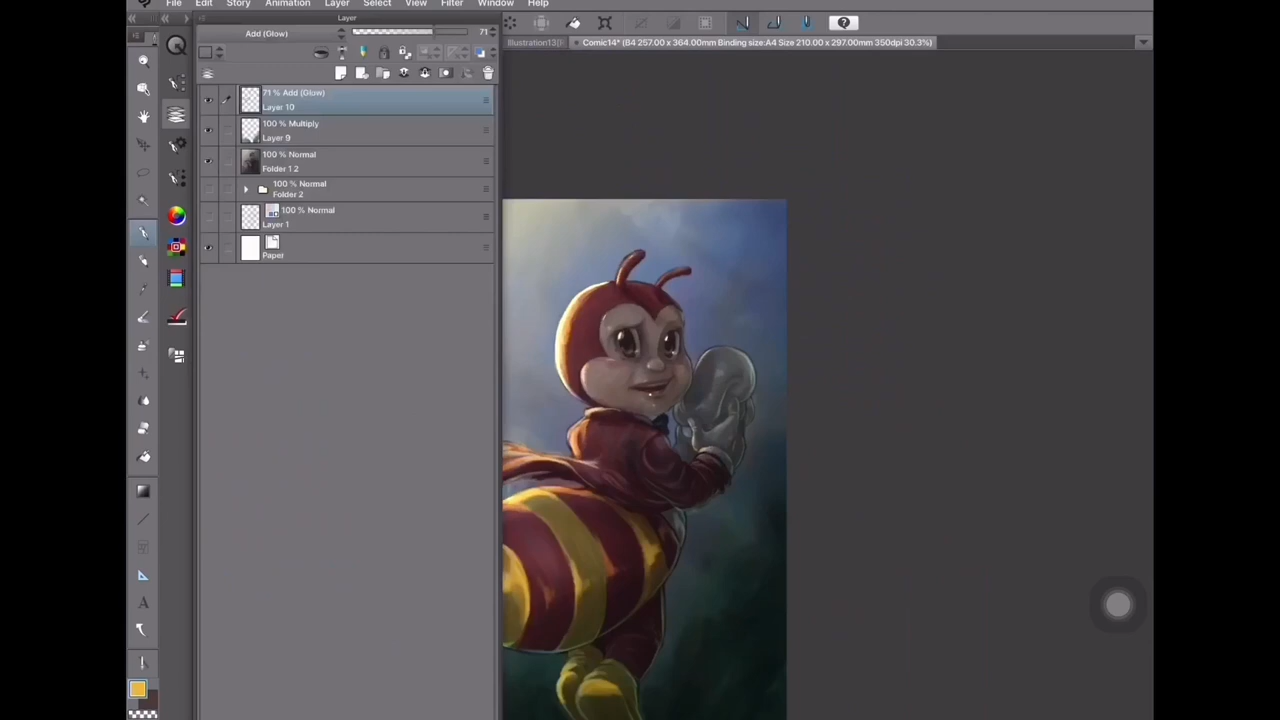 File Edit Story Animation Layer Select View Filter Window Help
Layer
Add (Glow) 71
Illustration13(I
Comic14* (B4 257.00 x 364.00mm Binding size:A4 Size 210.00 x 297.00mm 350dpi 30.3%)
71 % Add (Glow)
Layer 10
100 % Multiply
Layer 9
100 % Normal
Folder 1 2
100 % Normal
Folder 2
100 % Normal
Layer 1
Paper